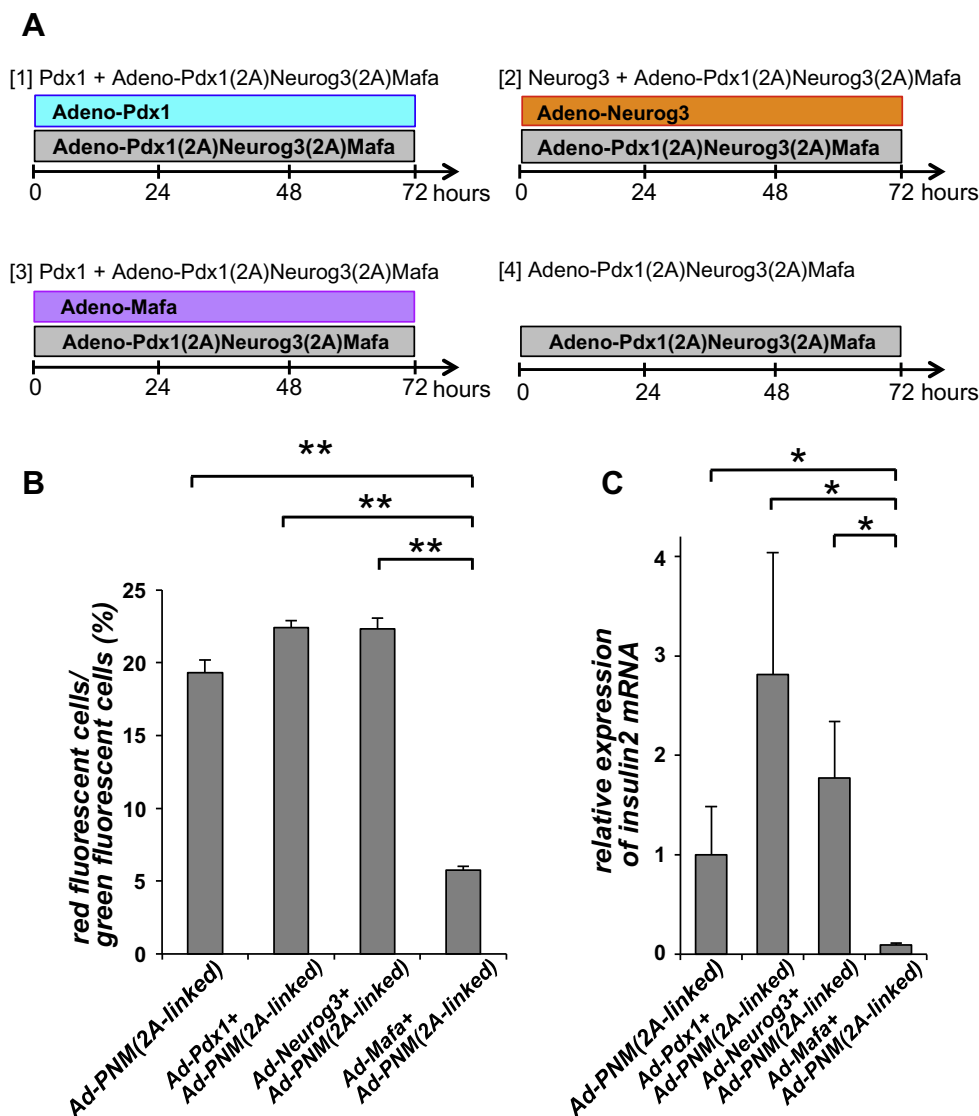 A
[1] Pdx1 + Adeno-Pdx1(2A)Neurog3(2A)Mafa
Adeno-Pdx1
Adeno-Pdx1(2A)Neurog3(2A)Mafa
0 24 48 72 hours
[2] Neurog3 + Adeno-Pdx1(2A)Neurog3(2A)Mafa
Adeno-Neurog3
Adeno-Pdx1(2A)Neurog3(2A)Mafa
0 24 48 72 hours
[3] Pdx1 + Adeno-Pdx1(2A)Neurog3(2A)Mafa
Adeno-Mafa
Adeno-Pdx1(2A)Neurog3(2A)Mafa
0 24 48 72 hours
[4] Adeno-Pdx1(2A)Neurog3(2A)Mafa
Adeno-Pdx1(2A)Neurog3(2A)Mafa
0 24 48 72 hours
B
**
**
**
red fluorescent cells/
green fluorescent cells (%)
25
20
15
10
5
0
Ad-PNM(2A-linked)
Ad-Pdx1+
Ad-PNM(2A-linked)
Ad-Neurog3+
Ad-PNM(2A-linked)
Ad-Mafa+
Ad-PNM(2A-linked)
C
*
*
*
relative expression
of insulin2 mRNA
4
3
2
1
0
Ad-PNM(2A-linked)
Ad-Pdx1+
Ad-PNM(2A-linked)
Ad-Neurog3+
Ad-PNM(2A-linked)
Ad-Mafa+
Ad-PNM(2A-linked)